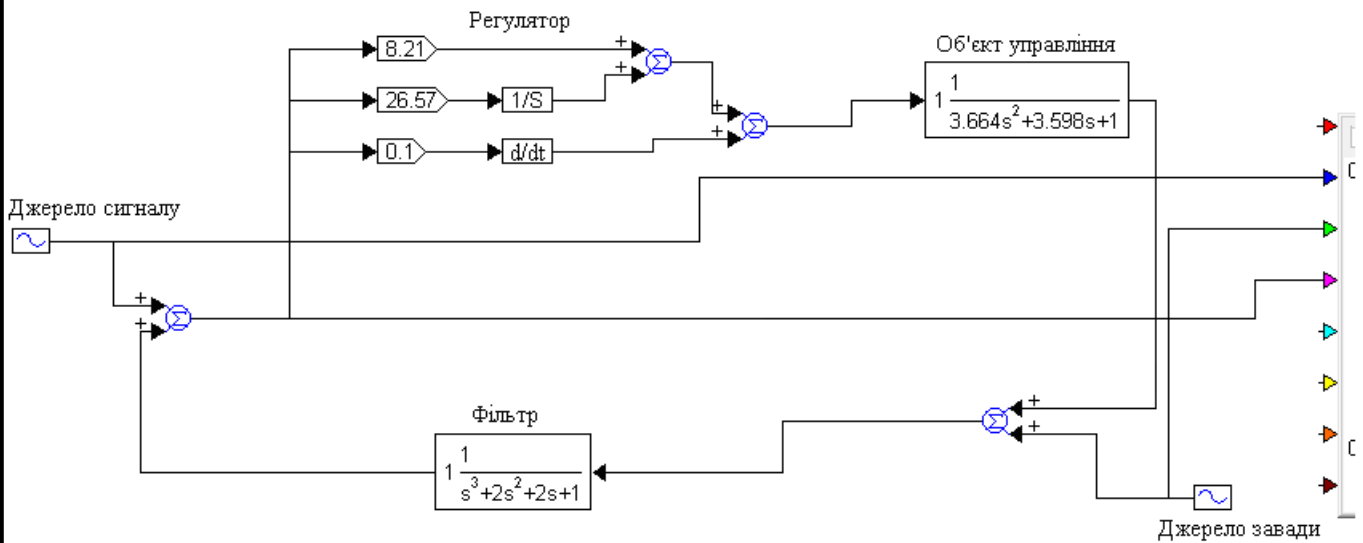 Регулятор
8.21
+
+
Σ
Об'єкт управління
1
1
3.664s²+3.598s+1
26.57
1/S
+
+
Σ
0.1
d/dt
Джерело сигналу
+
+
Σ
Фільтр
1
1
s³+2s²+2s+1
+
+
Σ
Джерело завади